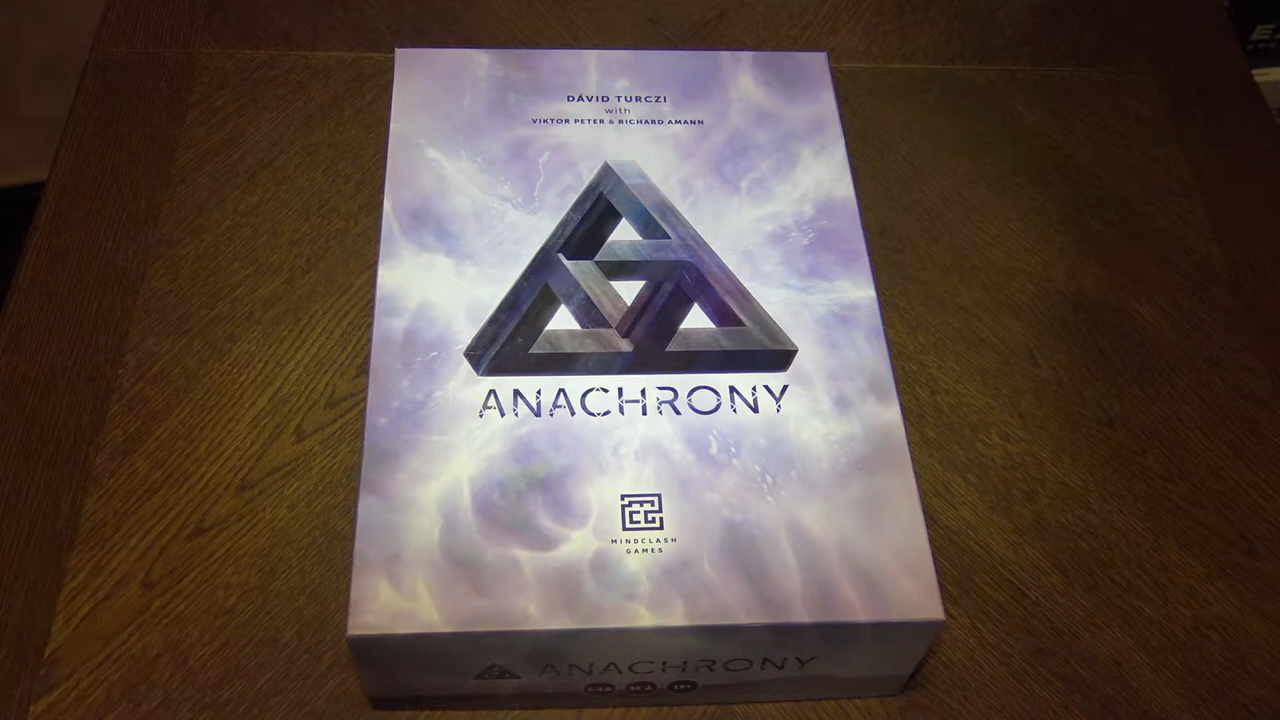 DÁVID TURCZI
with
VIKTOR PETER & RICHARD AMANN
ANACHRONY
MINDCLASH
GAMES
ANACHRONY